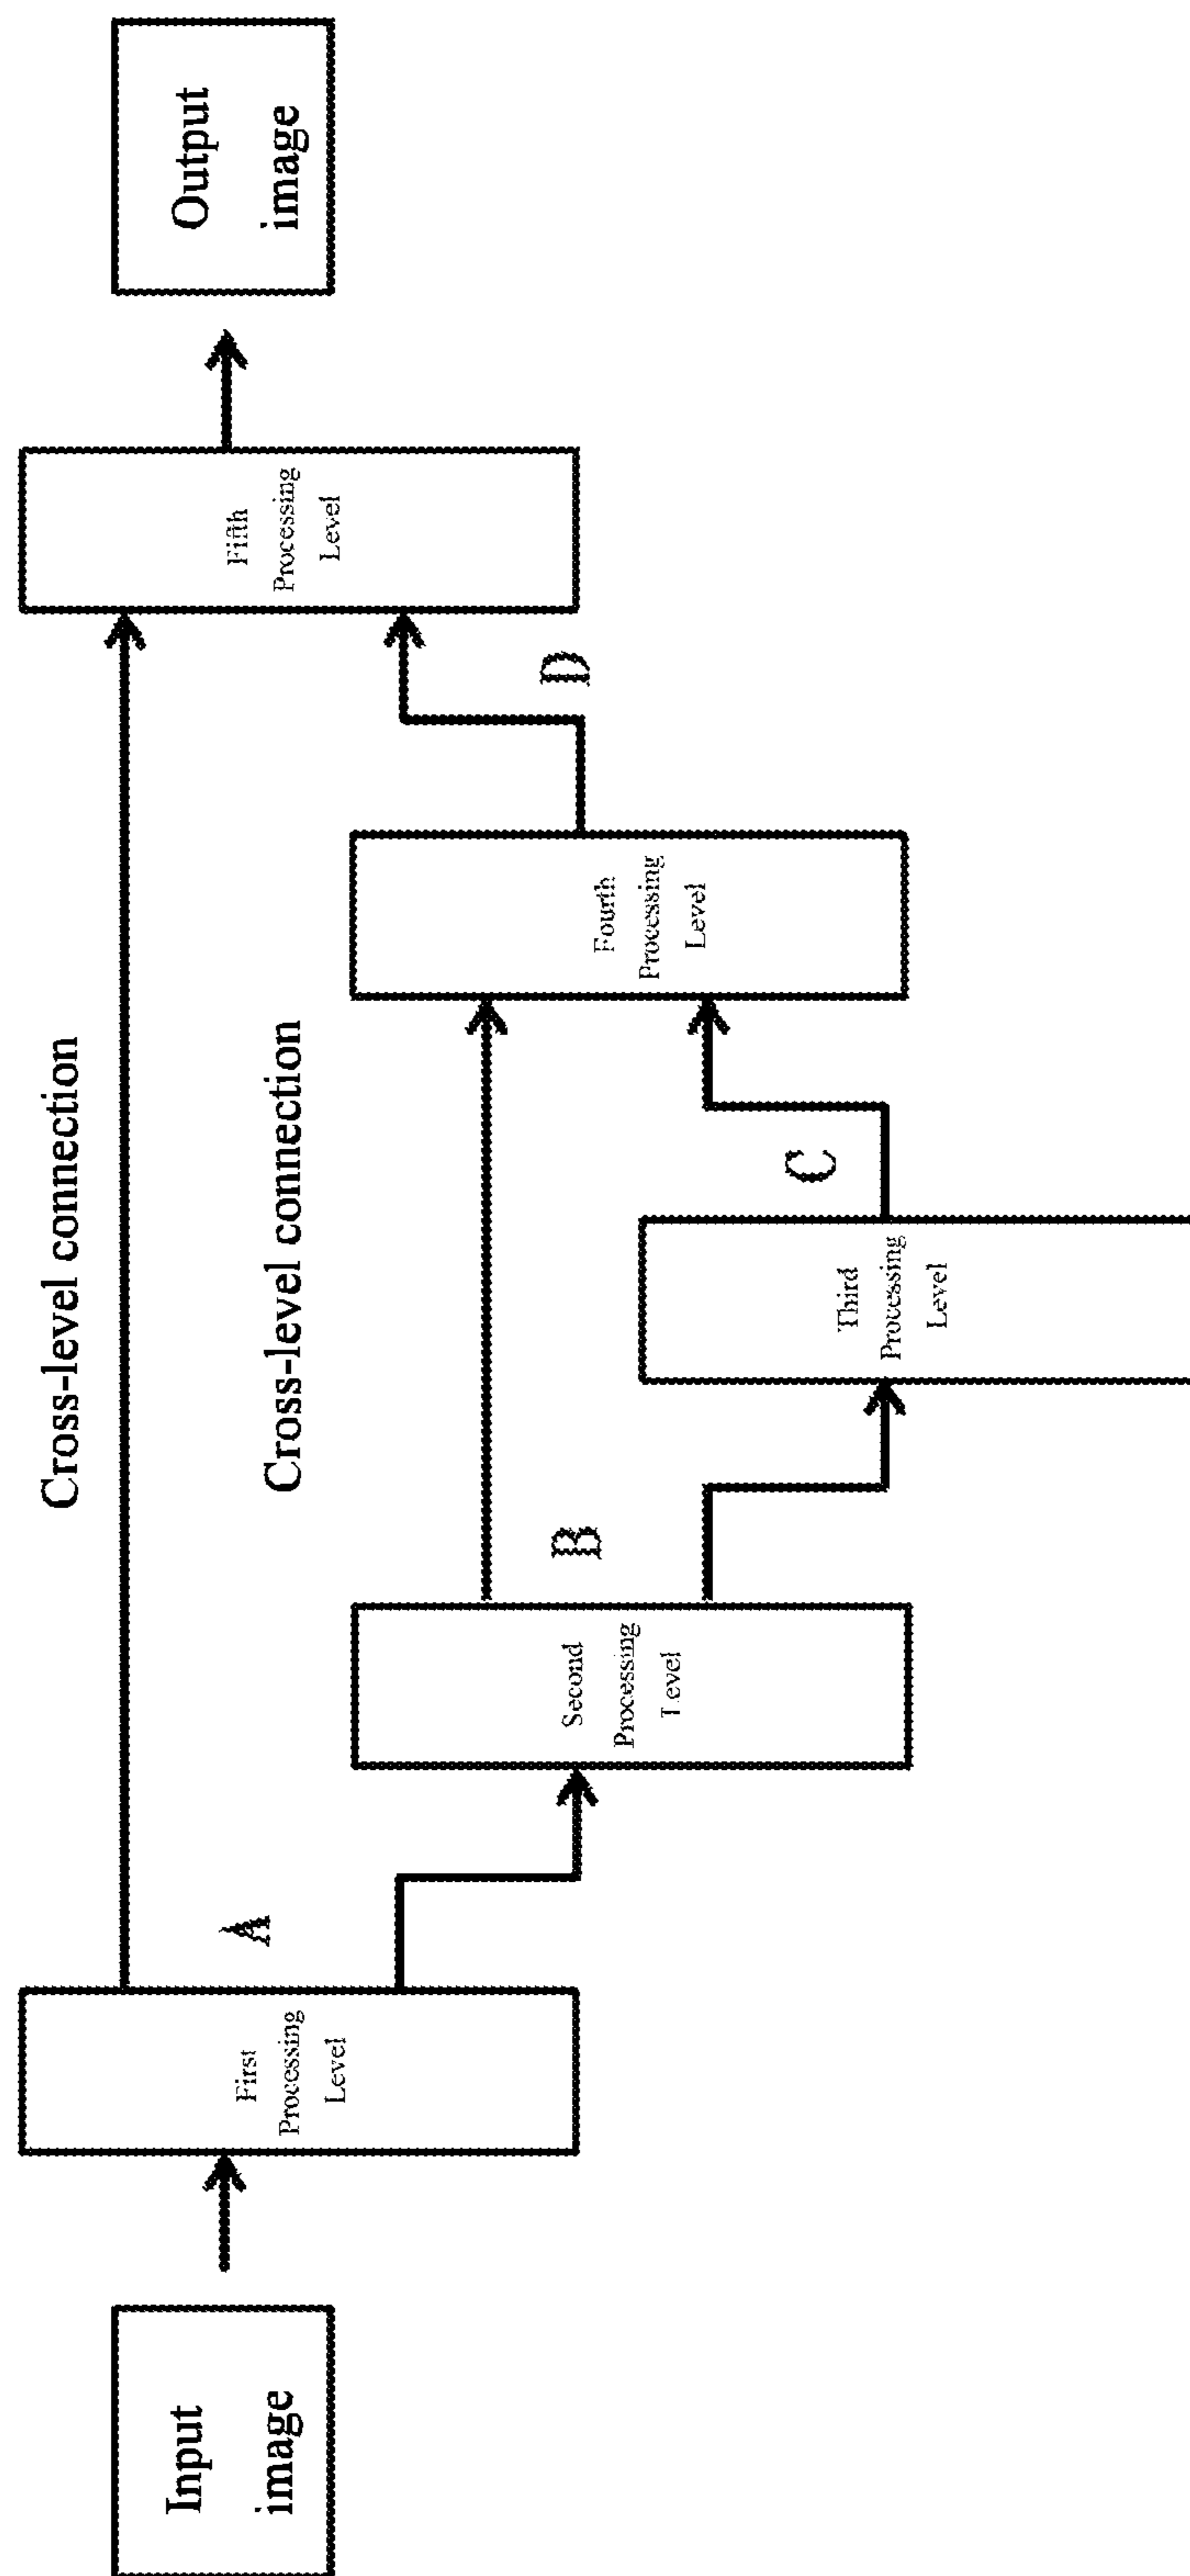 Input
image
First
Processing
Level
A
Cross-level connection
Second
Processing
Level
B
Cross-level connection
Third
Processing
Level
C
Fourth
Processing
Level
D
Fifth
Processing
Level
Output
image